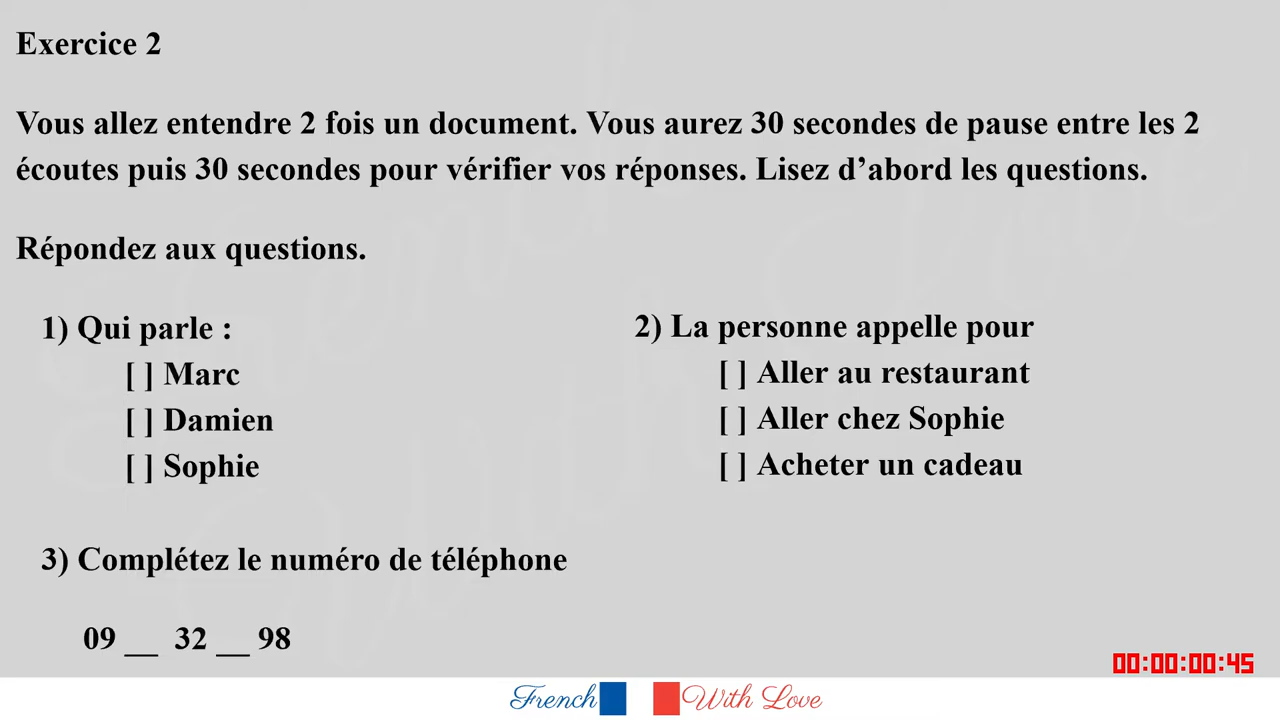 Exercice 2
Vous allez entendre 2 fois un document. Vous aurez 30 secondes de pause entre les 2
écoutes puis 30 secondes pour vérifier vos réponses. Lisez d’abord les questions.
Répondez aux questions.
1) Qui parle :
[ ] Marc
[ ] Damien
[ ] Sophie
2) La personne appelle pour
[ ] Aller au restaurant
[ ] Aller chez Sophie
[ ] Acheter un cadeau
3) Complétez le numéro de téléphone
09 __ 32 __ 98
00:00:00:45
French With Love